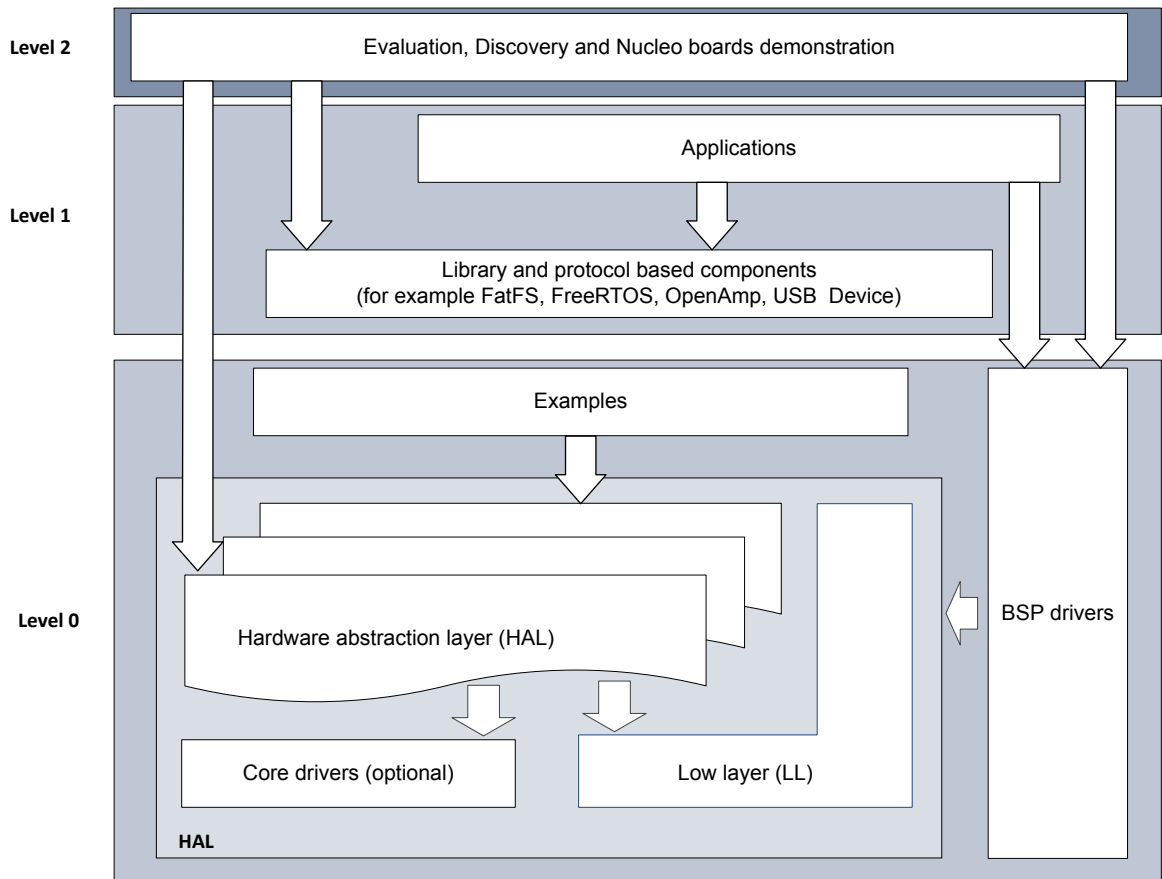 Level 2
Evaluation, Discovery and Nucleo boards demonstration
Applications
Level 1
Library and protocol based components
(for example FatFS, FreeRTOS, OpenAmp, USB Device)
Examples
Level 0
Hardware abstraction layer (HAL)
BSP drivers
Core drivers (optional)
Low layer (LL)
HAL